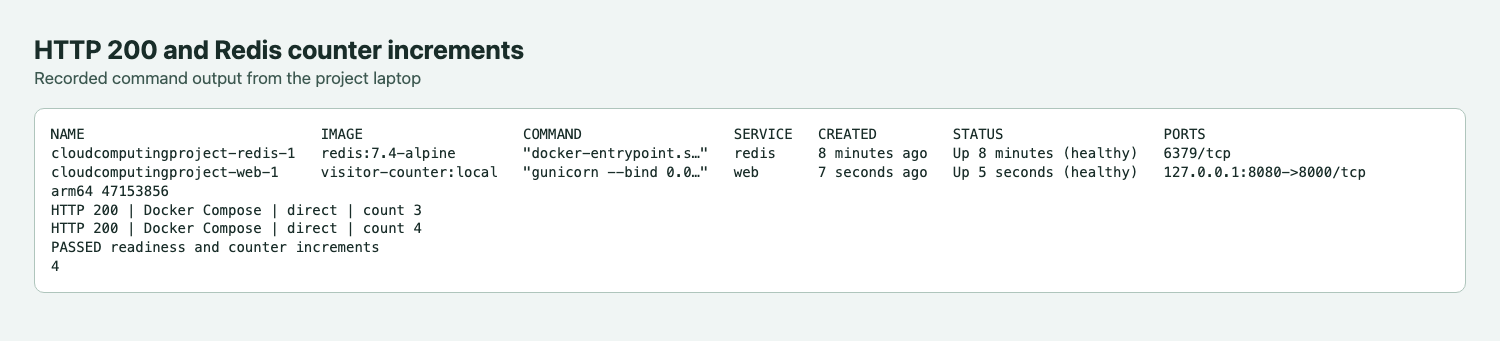 HTTP 200 and Redis counter increments
Recorded command output from the project laptop
NAME IMAGE COMMAND SERVICE CREATED STATUS PORTS
cloudcomputingproject-redis-1 redis:7.4-alpine "docker-entrypoint.s…" redis 8 minutes ago Up 8 minutes (healthy) 6379/tcp
cloudcomputingproject-web-1 visitor-counter:local "gunicorn --bind 0.0…" web 7 seconds ago Up 5 seconds (healthy) 127.0.0.1:8080->8000/tcp
arm64 47153856
HTTP 200 | Docker Compose | direct | count 3
HTTP 200 | Docker Compose | direct | count 4
PASSED readiness and counter increments
4